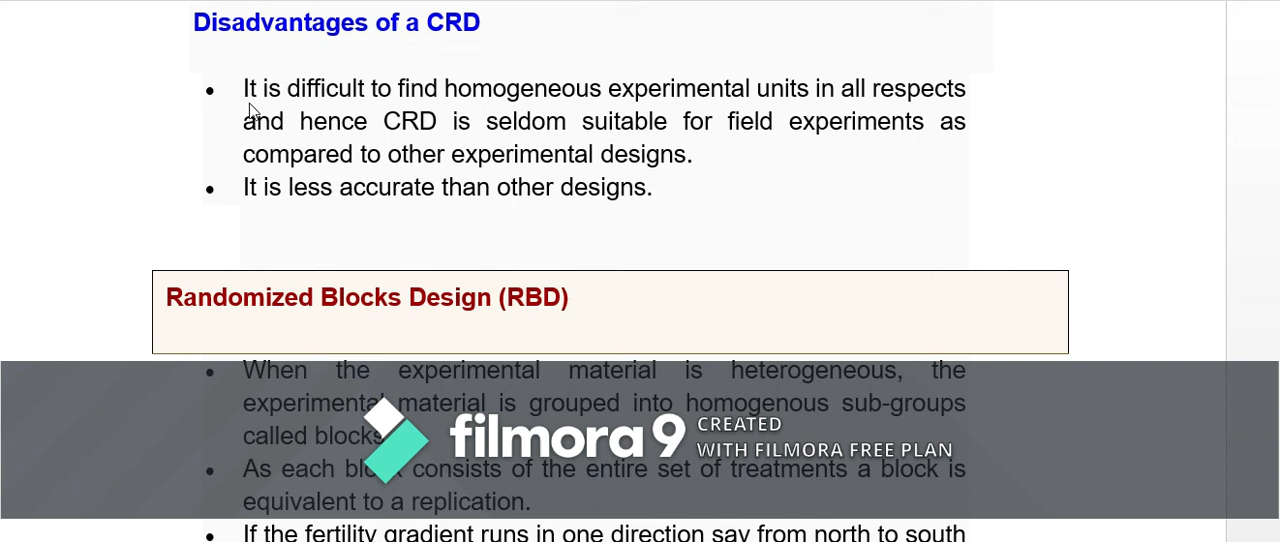 Disadvantages of a CRD
• It is difficult to find homogeneous experimental units in all respects
and hence CRD is seldom suitable for field experiments as
compared to other experimental designs.
• It is less accurate than other designs.
Randomized Blocks Design (RBD)
• When the experimental material is heterogeneous, the
experimental material is grouped into homogenous sub-groups
called blocks
filmora 9 CREATED
WITH FILMORA FREE PLAN
• As each block consists of the entire set of treatments a block is
equivalent to a replication.
• If the fertility gradient runs in one direction say from north to south